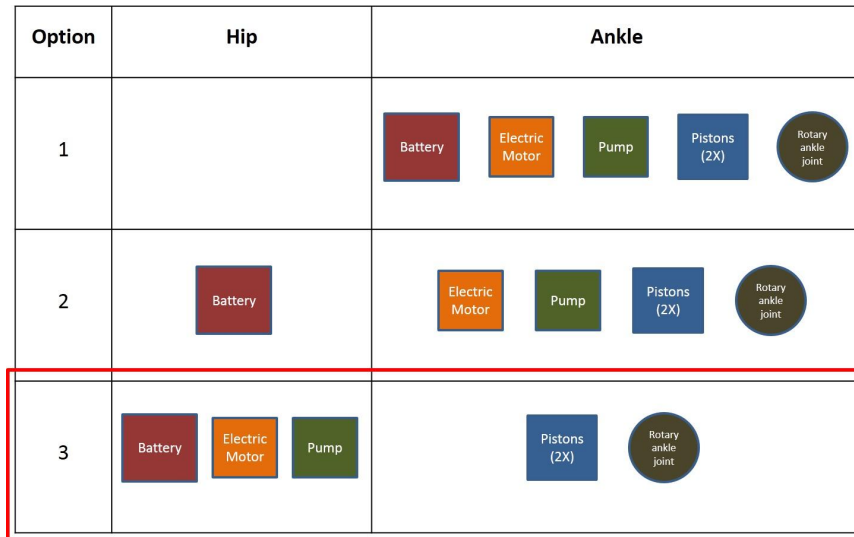 Option Hip Ankle
1 Battery Electric Motor Pump Pistons (2X) Rotary ankle joint
2 Battery Electric Motor Pump Pistons (2X) Rotary ankle joint
3 Battery Electric Motor Pump Pistons (2X) Rotary ankle joint